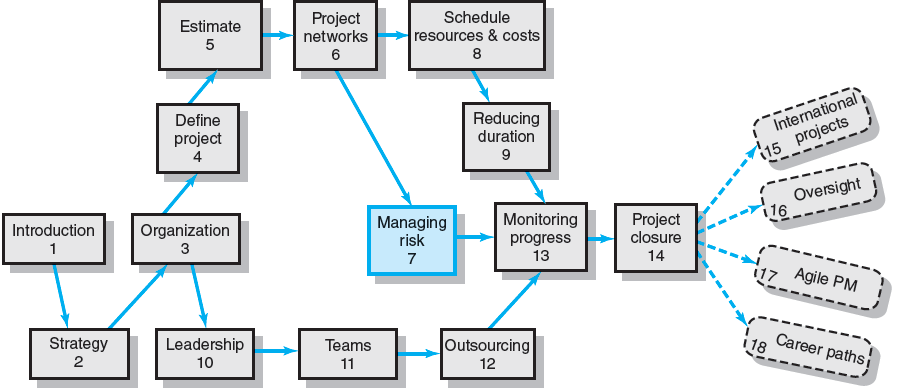 Estimate
5
Project
networks
6
Schedule
resources & costs
8
Define
project
4
Reducing
duration
9
Introduction
1
Organization
3
Managing
risk
7
Monitoring
progress
13
Project
closure
14
International
projects
15
Oversight
16
Agile PM
17
Career paths
18
Strategy
2
Leadership
10
Teams
11
Outsourcing
12